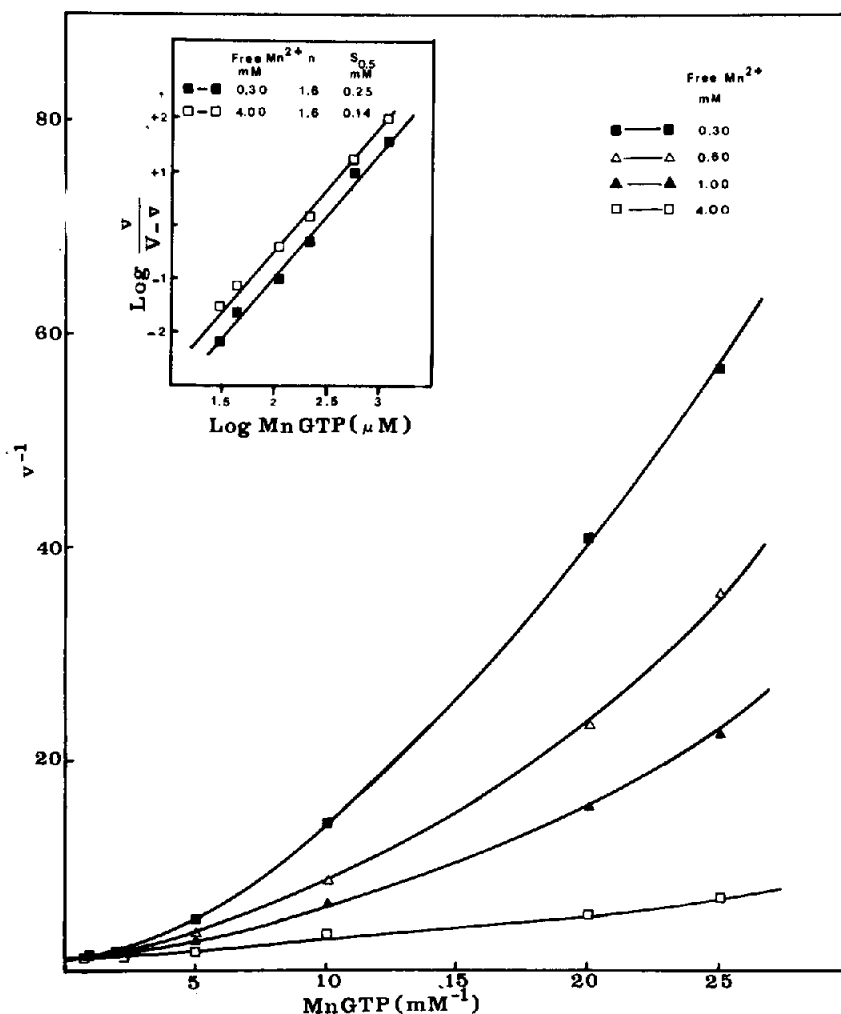 Free Mn2+ n S0.5
mM mM
0.30 1.6 0.25
4.00 1.6 0.14
+2
+1
-1
-2
Log v/V-v
1.5 2 2.5 3
Log MnGTP(μM)
Free Mn2+
mM
0.30
0.60
1.00
4.00
80
60
40
20
v-1
5 10 15 20 25
MnGTP(mM-1)